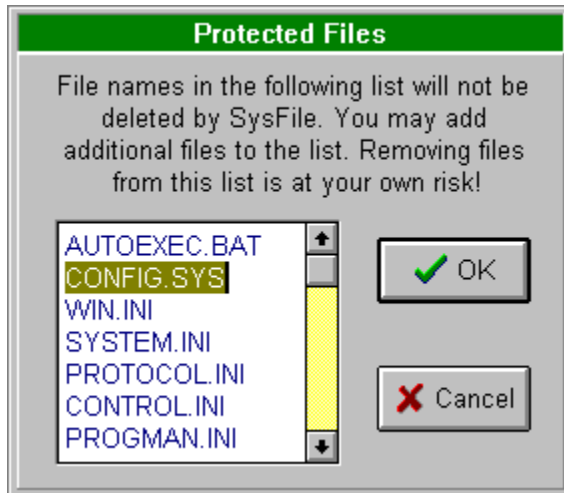 Protected Files
File names in the following list will not be
deleted by SysFile. You may add
additional files to the list. Removing files
from this list is at your own risk!
AUTOEXEC.BAT
CONFIG.SYS
WIN.INI
SYSTEM.INI
PROTOCOL.INI
CONTROL.INI
PROGMAN.INI
OK
Cancel